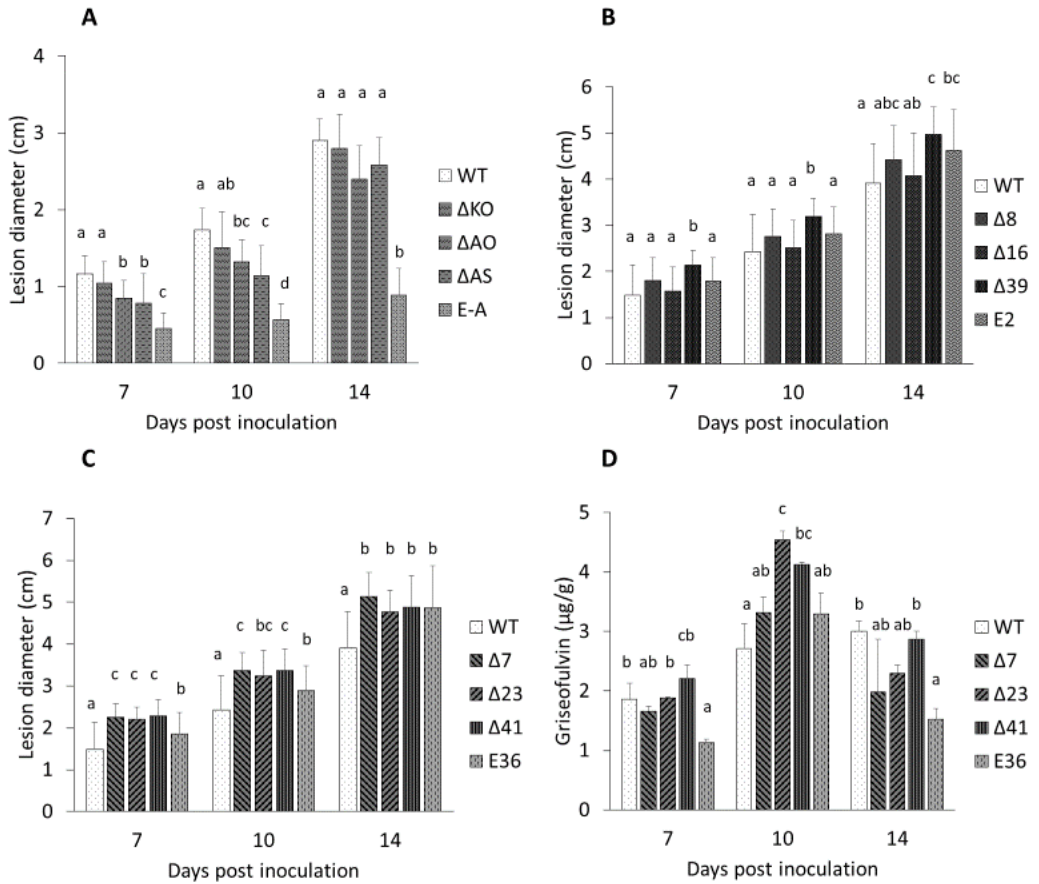 A
Lesion diameter (cm)
4
3
2
1
0
a a b b c
a ab bc c d
a a a a b
7 10 14
Days post inoculation
WT
ΔKO
ΔAO
ΔAS
E-A
B
Lesion diameter (cm)
6
5
4
3
2
1
0
a a a b a
a a a b a
a abc ab c bc
7 10 14
Days post inoculation
WT
Δ8
Δ16
Δ39
E2
C
Lesion diameter (cm)
7
6
5
4
3
2
1
0
a c c c b
a c bc c b
a b b b b
7 10 14
Days post inoculation
WT
Δ7
Δ23
Δ41
E36
D
Griseofulvin (µg/g)
5
4
3
2
1
0
b ab b cb a
a ab c bc ab
b ab ab b a
7 10 14
Days post inoculation
WT
Δ7
Δ23
Δ41
E36